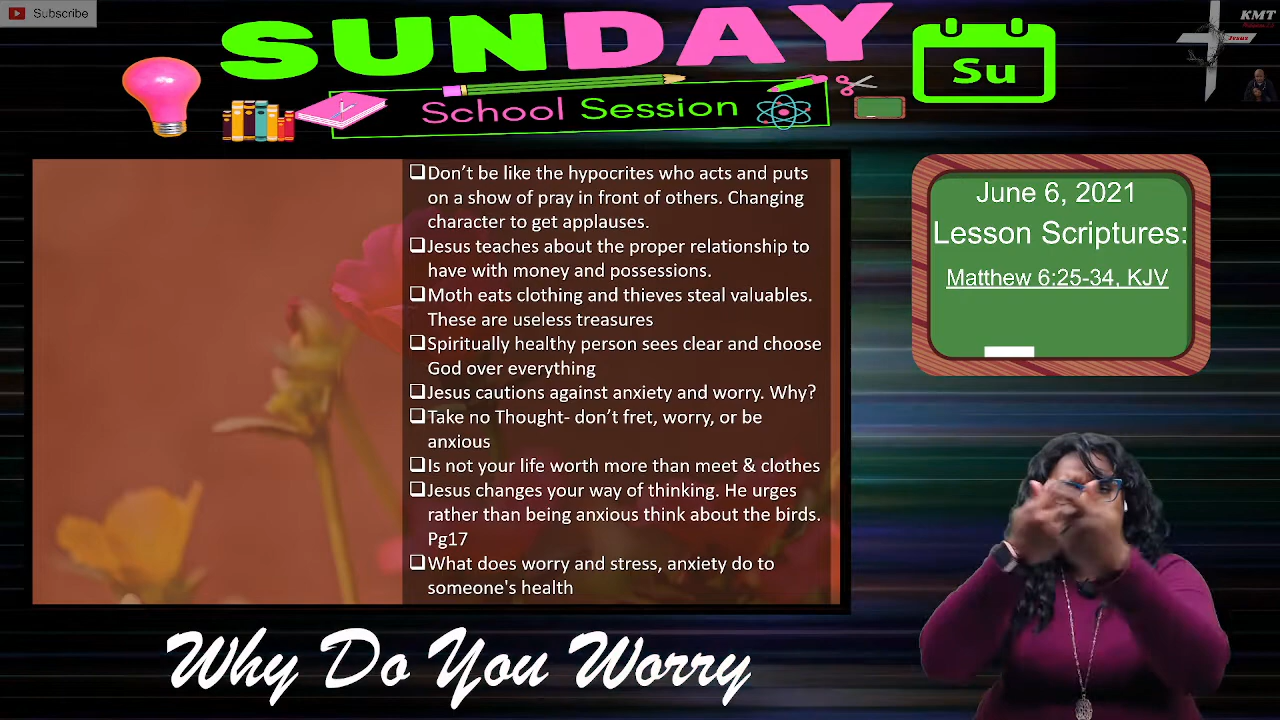 Subscribe
SUNDAY
School Session
Su
KMT
Jesus
❑Don't be like the hypocrites who acts and puts
on a show of pray in front of others. Changing
character to get applauses.
❑Jesus teaches about the proper relationship to
have with money and possessions.
❑Moth eats clothing and thieves steal valuables.
These are useless treasures
❑Spiritually healthy person sees clear and choose
God over everything
❑Jesus cautions against anxiety and worry. Why?
❑Take no Thought- don't fret, worry, or be
anxious
❑Is not your life worth more than meet & clothes
❑Jesus changes your way of thinking. He urges
rather than being anxious think about the birds.
Pg17
❑What does worry and stress, anxiety do to
someone's health
June 6, 2021
Lesson Scriptures:
Matthew 6:25-34, KJV
Why Do You Worry